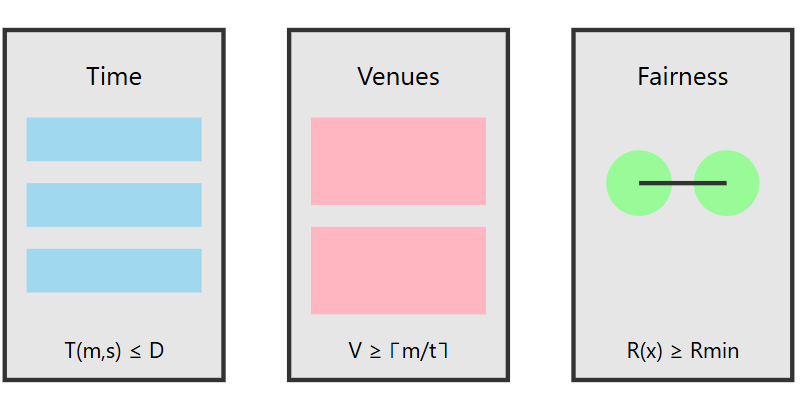 Time
T(m,s) ≤ D
Venues
V ≥ ⌈m/t⌉
Fairness
R(x) ≥ Rmin